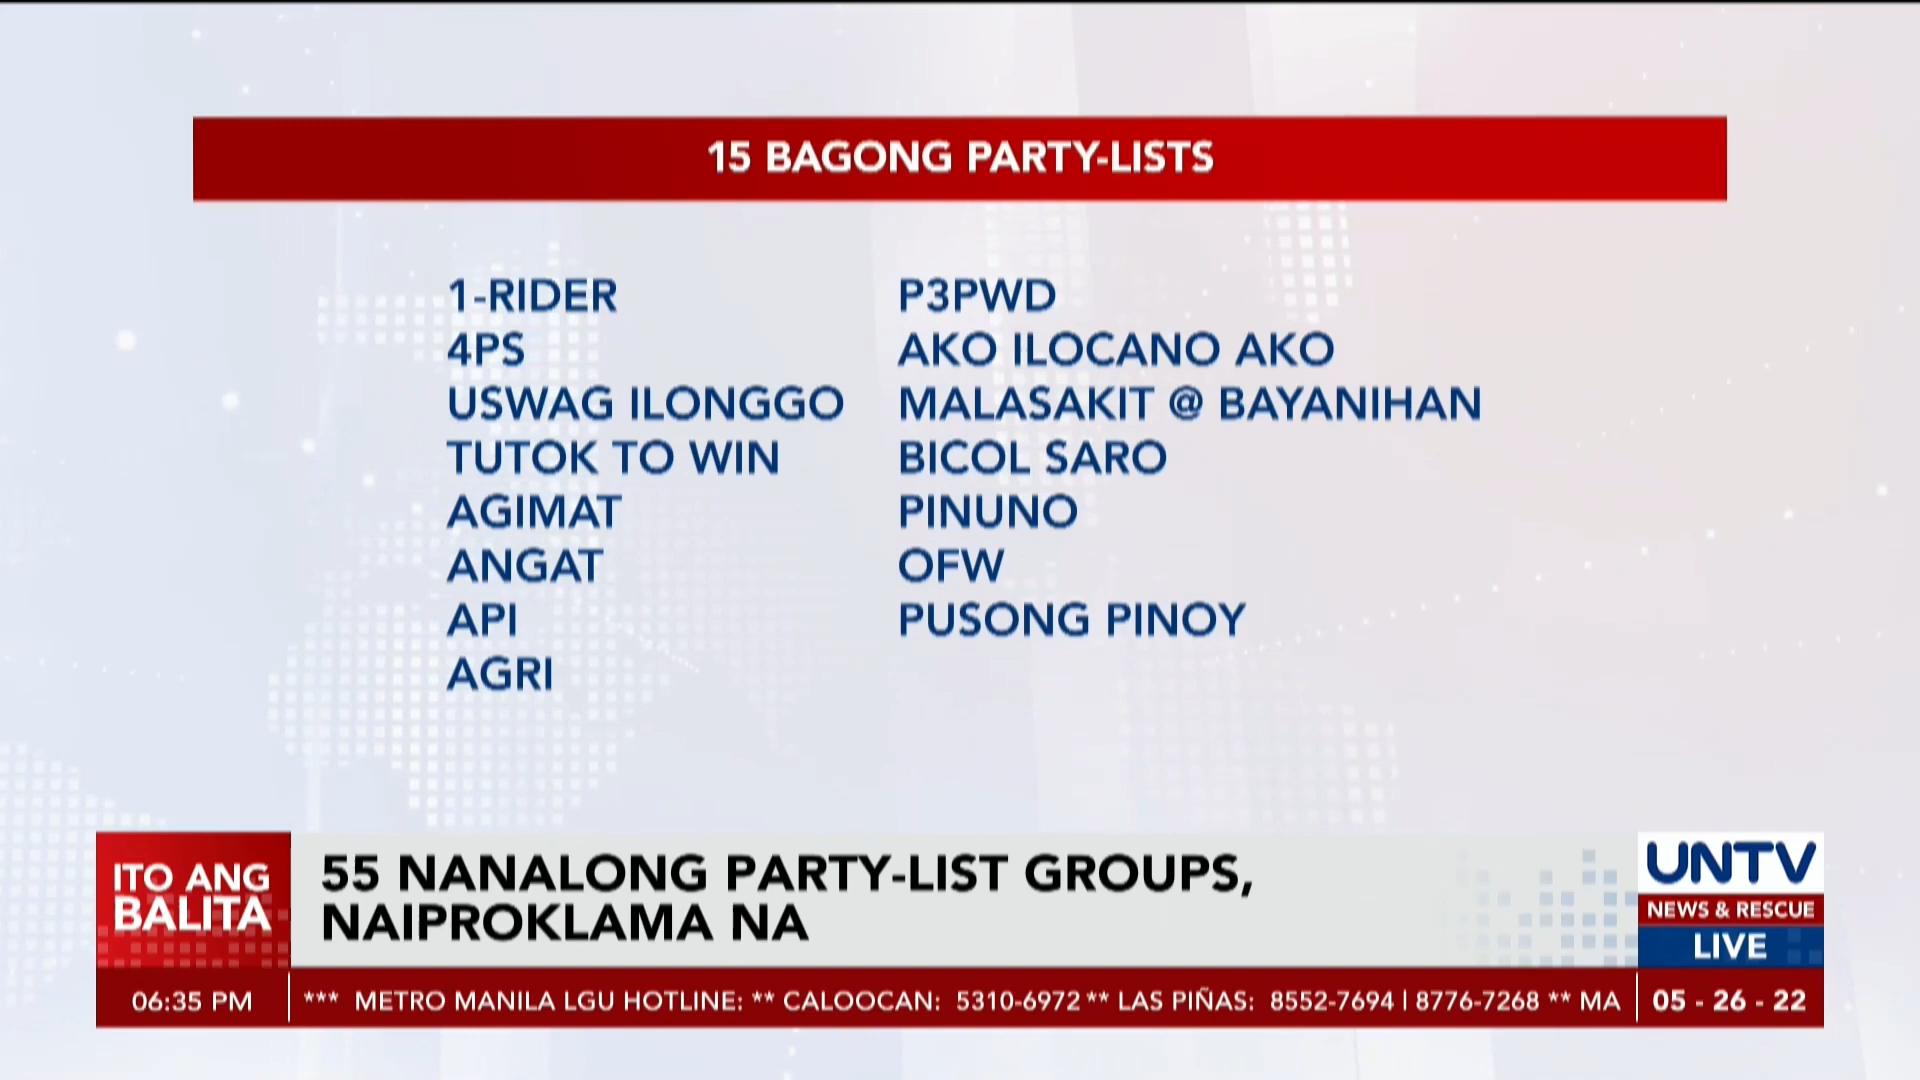 15 BAGONG PARTY-LISTS
1-RIDER
4PS
USWAG ILONGGO
TUTOK TO WIN
AGIMAT
ANGAT
API
AGRI
P3PWD
AKO ILOCANO AKO
MALASAKIT @ BAYANIHAN
BICOL SARO
PINUNO
OFW
PUSONG PINOY
ITO ANG
BALITA
55 NANALONG PARTY-LIST GROUPS,
NAIPROKLAMA NA
UNTV
NEWS & RESCUE
LIVE
06:35 PM
*** METRO MANILA LGU HOTLINE: ** CALOOCAN: 5310-6972 ** LAS PIÑAS: 8552-7694 | 8776-7268 ** MA
05 - 26 - 22